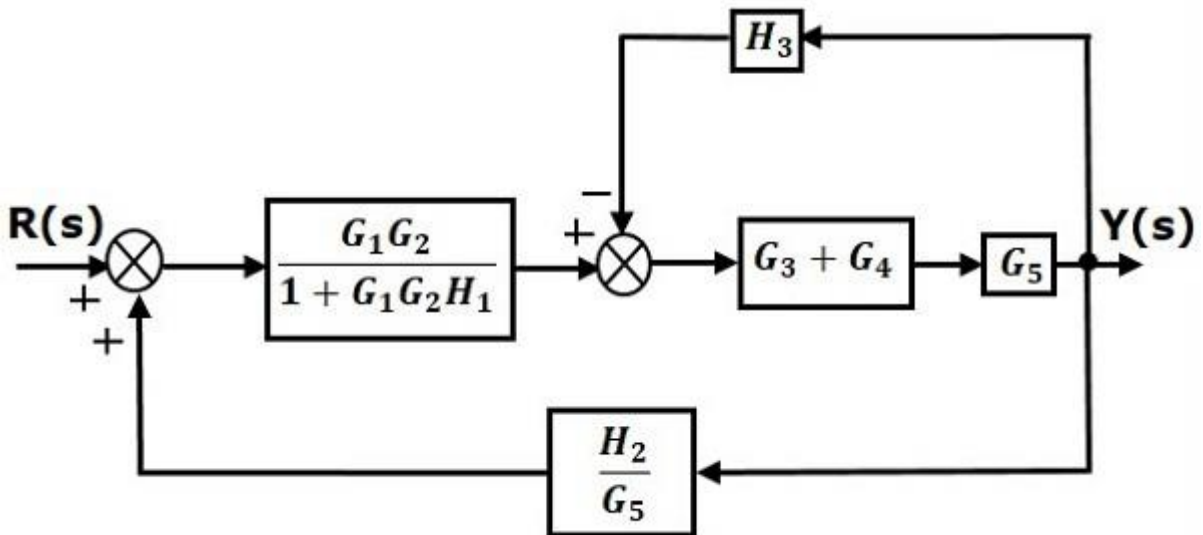 H₃
−
R(s)
G₁G₂
1 + G₁G₂H₁
+
G₃ + G₄
G₅
Y(s)
+
+
H₂
G₅